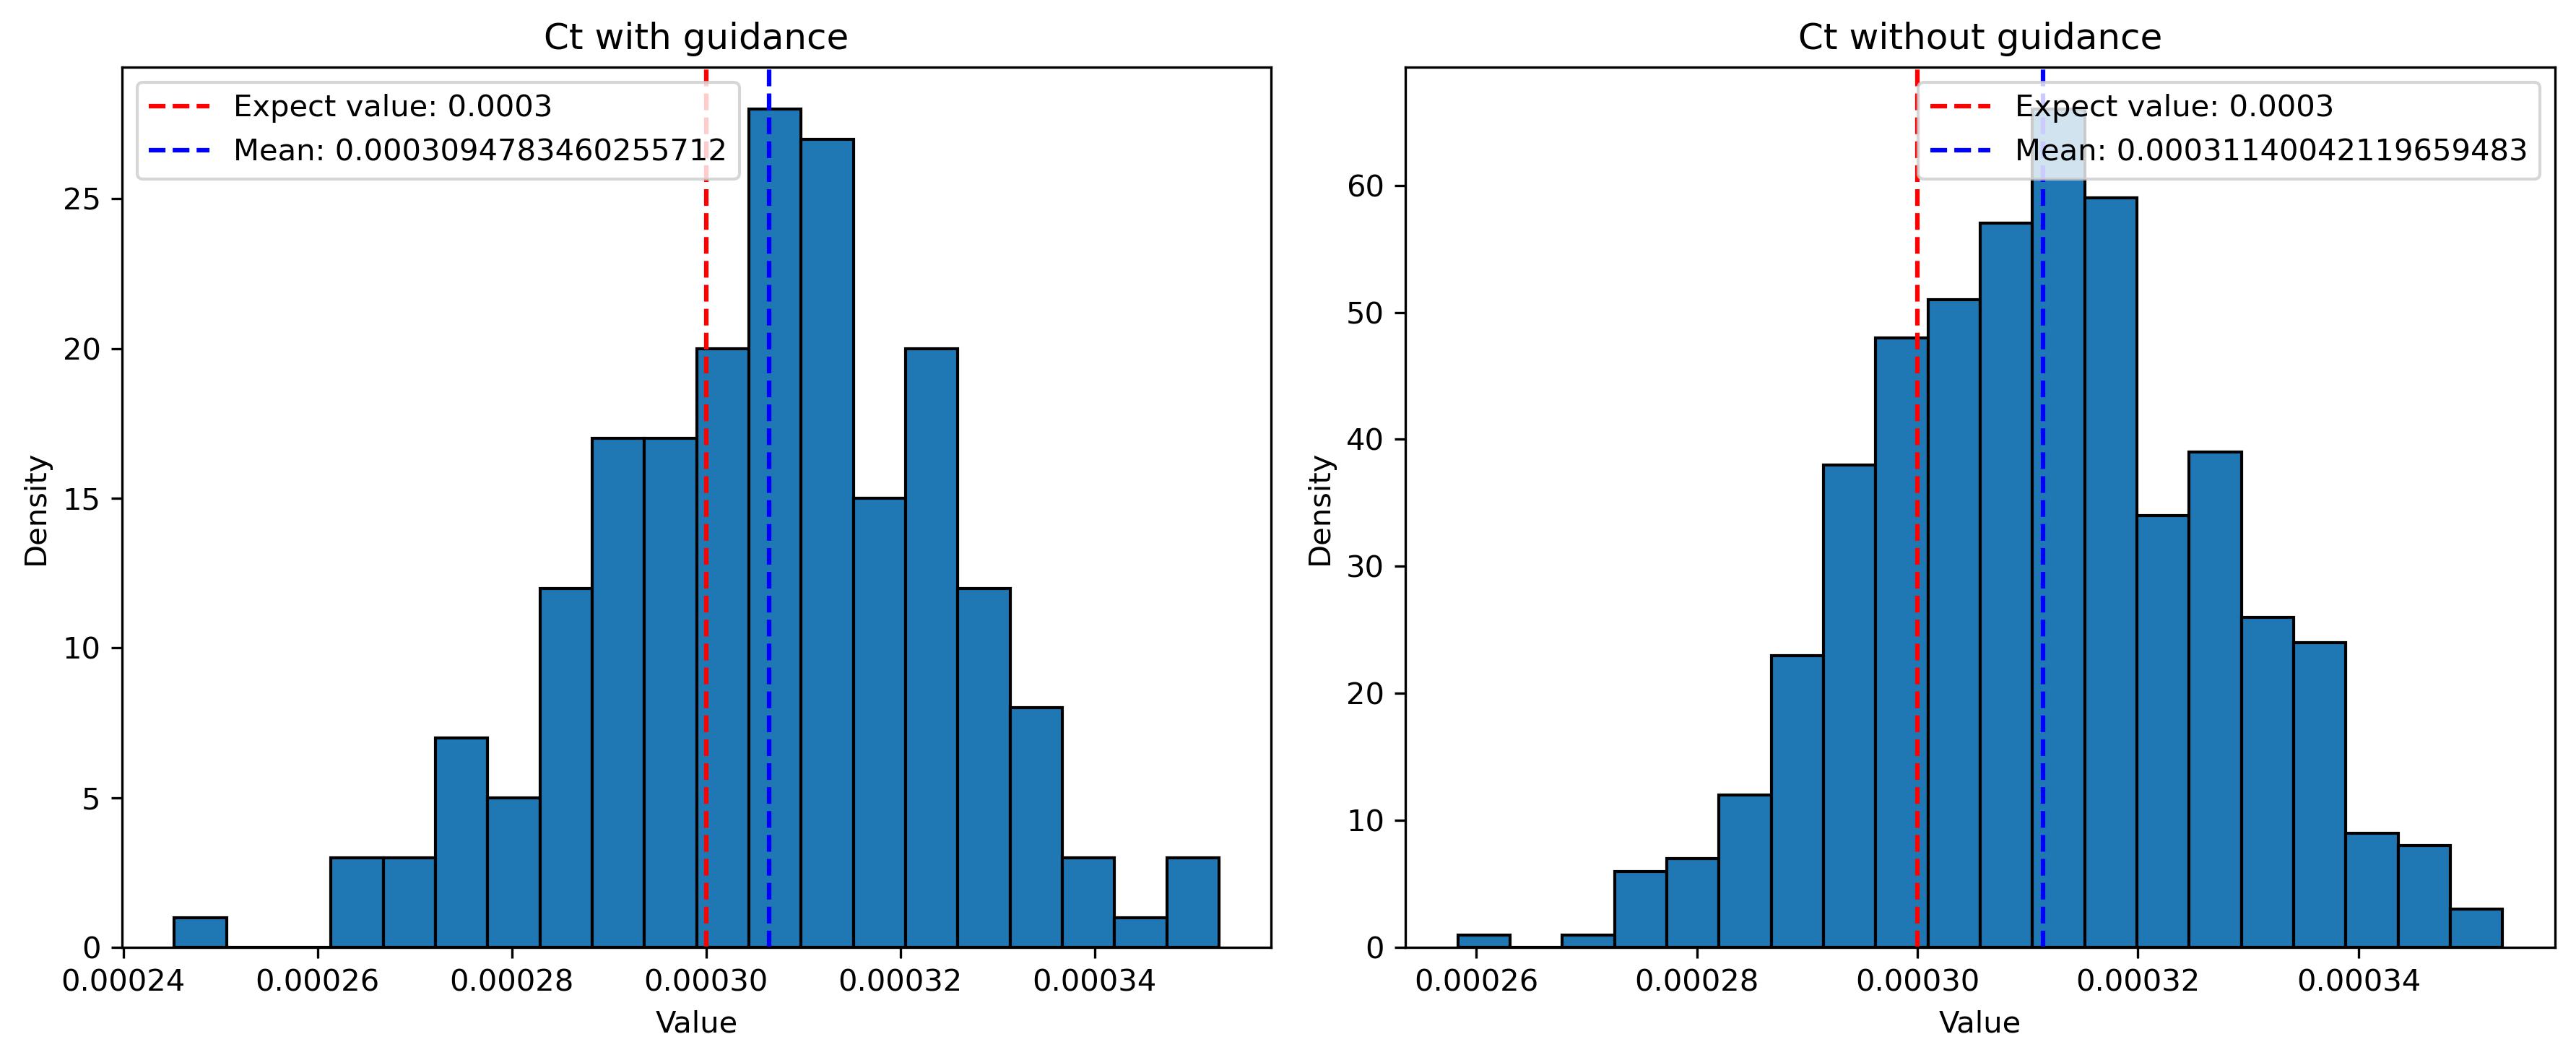 Ct with guidance
Expect value: 0.0003
Mean: 0.0003094783460255712
Density
25
20
15
10
5
0
0.00024 0.00026 0.00028 0.00030 0.00032 0.00034
Value
Ct without guidance
Expect value: 0.0003
Mean: 0.00031140042119659483
Density
60
50
40
30
20
10
0
0.00026 0.00028 0.00030 0.00032 0.00034
Value